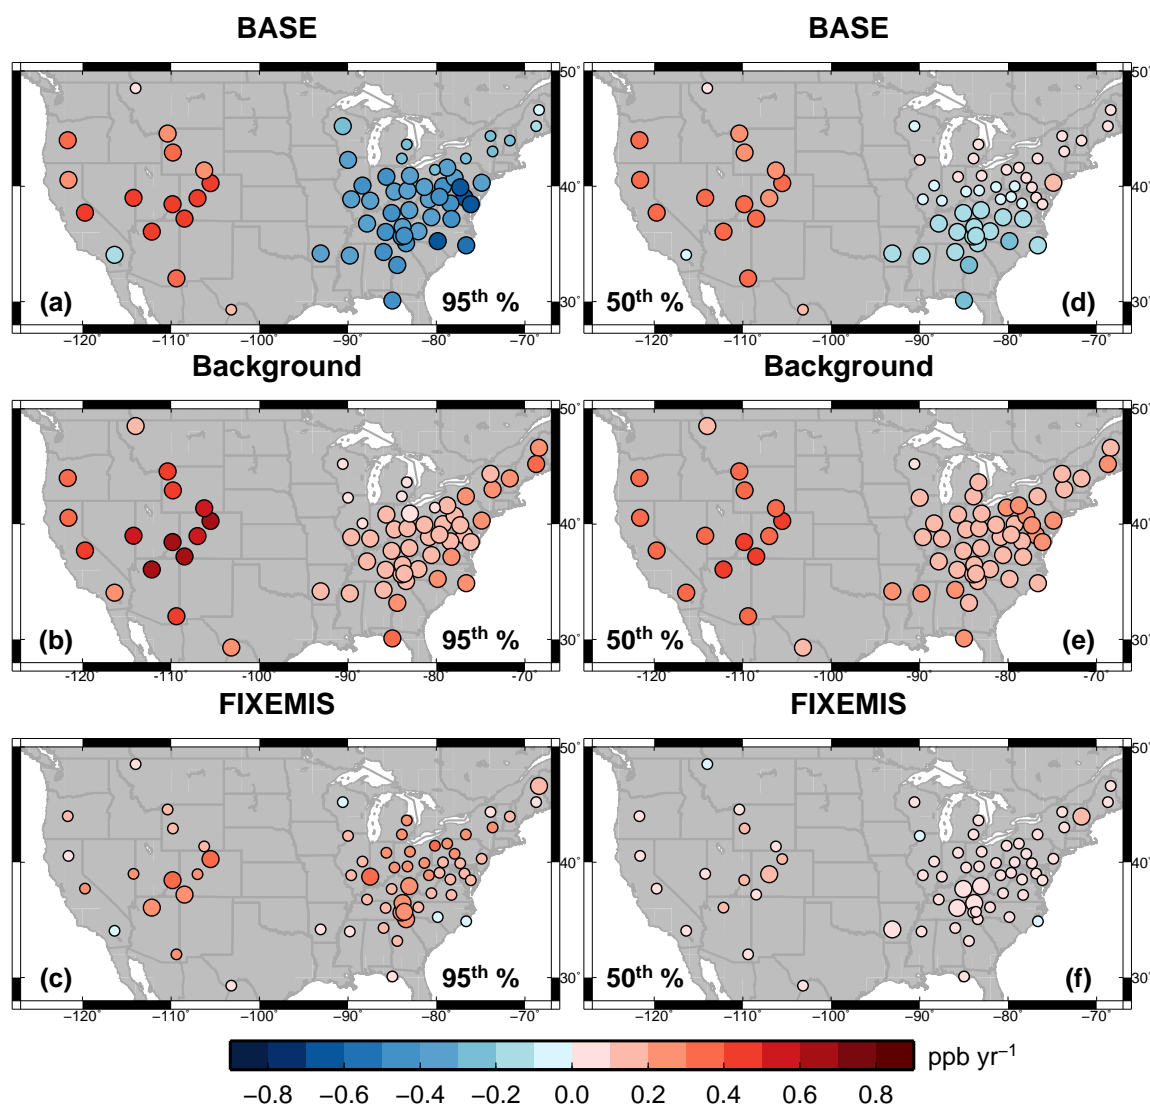 BASE BASE
50°
40°
30°
(a) 95th % 50th % (d)
−120° −110° −100° −90° −80° −70° −120° −110° −100° −90° −80° −70°
Background Background
50°
40°
30°
(b) 95th % 50th % (e)
−120° −110° −100° −90° −80° −70° −120° −110° −100° −90° −80° −70°
FIXEMIS FIXEMIS
50°
40°
30°
(c) 95th % 50th % (f)
−120° −110° −100° −90° −80° −70° −120° −110° −100° −90° −80° −70°
ppb yr−1
−0.8 −0.6 −0.4 −0.2 0.0 0.2 0.4 0.6 0.8